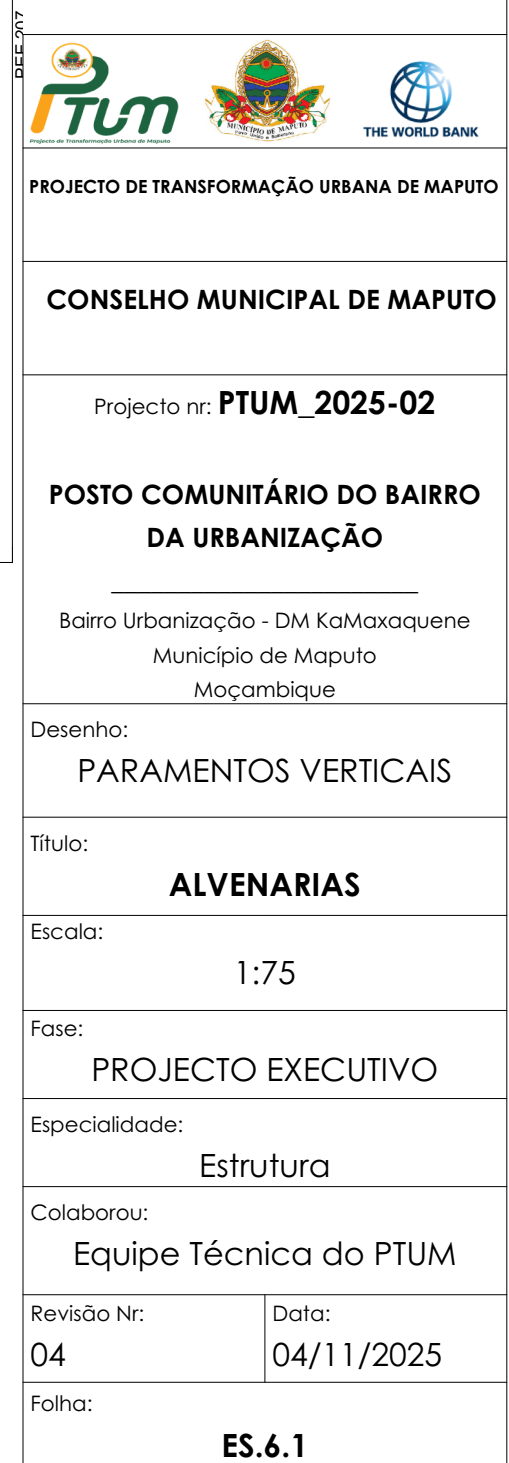 REF 207
PTUM
Projecto de Transformação Urbana de Maputo
MUNICÍPIO DE MAPUTO
THE WORLD BANK
PROJECTO DE TRANSFORMAÇÃO URBANA DE MAPUTO
CONSELHO MUNICIPAL DE MAPUTO
Projecto nr: PTUM_2025-02
POSTO COMUNITÁRIO DO BAIRRO
DA URBANIZAÇÃO
Bairro Urbanização - DM KaMaxaquene
Município de Maputo
Moçambique
Desenho:
PARAMENTOS VERTICAIS
Título:
ALVENARIAS
Escala:
1:75
Fase:
PROJECTO EXECUTIVO
Especialidade:
Estrutura
Colaborou:
Equipe Técnica do PTUM
Revisão Nr:
04
Data:
04/11/2025
Folha:
ES.6.1